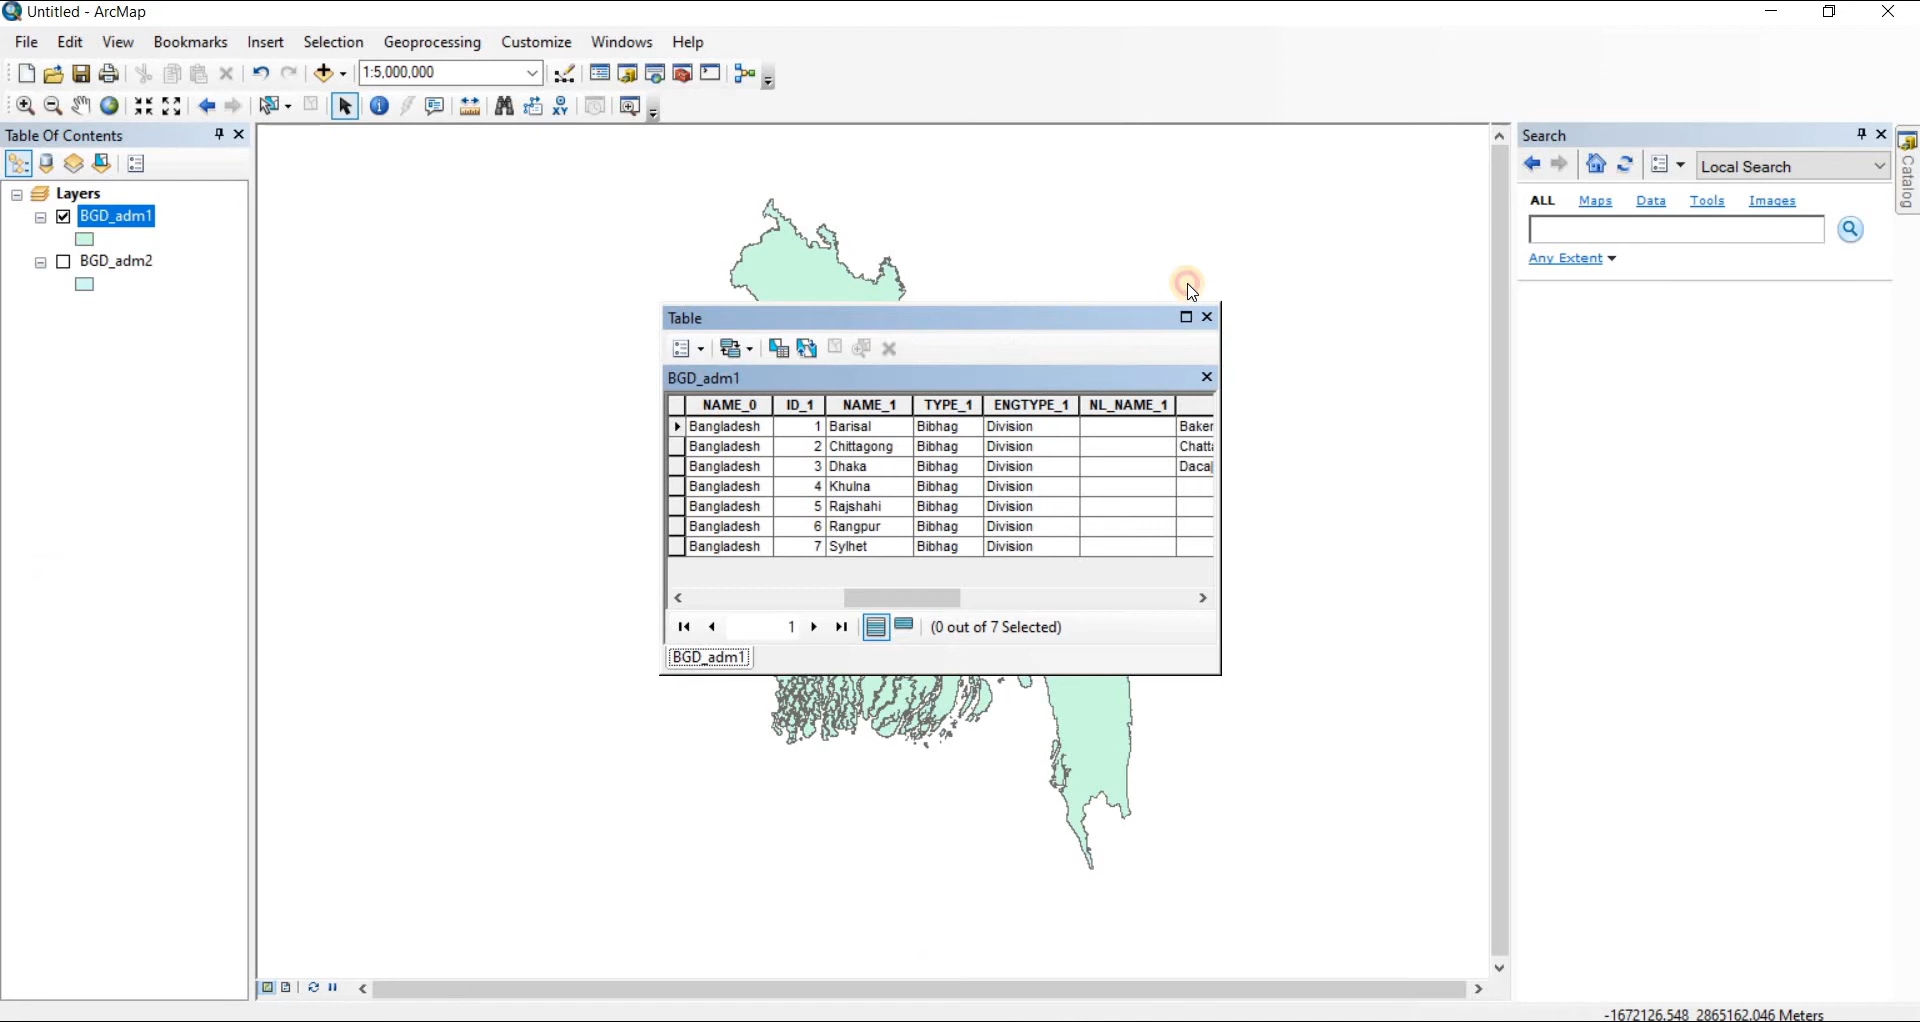 Untitled - ArcMap
File Edit View Bookmarks Insert Selection Geoprocessing Customize Windows Help
1:5,000,000
XY
Table Of Contents
Layers
BGD_adm1
BGD_adm2
Table
BGD_adm1
NAME_0 ID_1 NAME_1 TYPE_1 ENGTYPE_1 NL_NAME_1
Bangladesh 1 Barisal Bibhag Division Baker
Bangladesh 2 Chittagong Bibhag Division Chatt
Bangladesh 3 Dhaka Bibhag Division Daca
Bangladesh 4 Khulna Bibhag Division
Bangladesh 5 Rajshahi Bibhag Division
Bangladesh 6 Rangpur Bibhag Division
Bangladesh 7 Sylhet Bibhag Division
1 (0 out of 7 Selected)
BGD_adm1
Search
Local Search
ALL Maps Data Tools Images
Any Extent
Catalog
-1672126.548 2865162.046 Meters